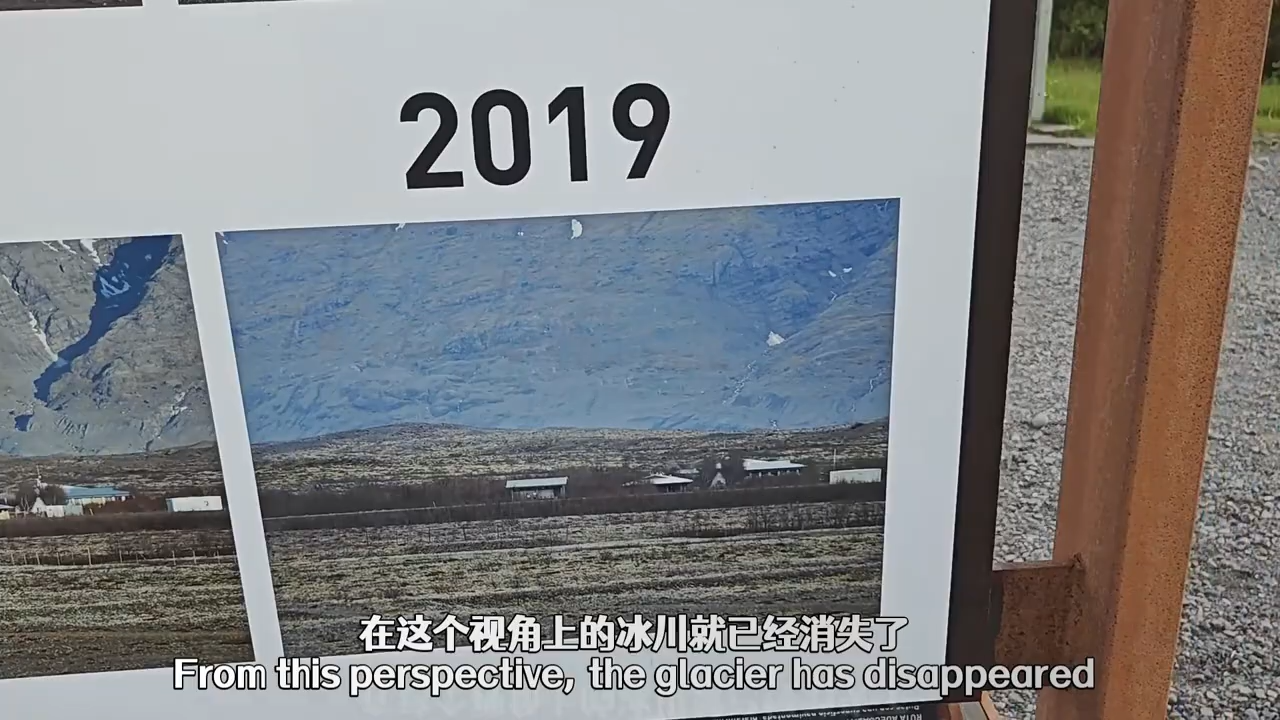 2019
在这个视角上的冰川就已经消失了
From this perspective, the glacier has disappeared